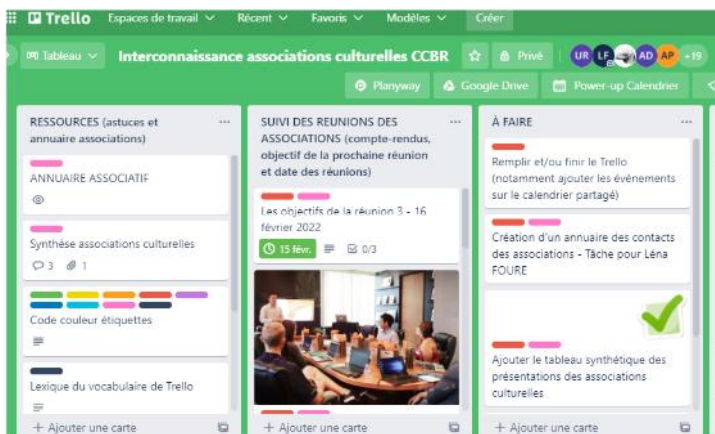 Trello Espaces de travail Récent Favoris Modèles Créer
Tableau Interconnaissance associations culturelles CCBR Privé UR LF AD AP +19
Planyway Google Drive Power-up Calendrier
RESSOURCES (astuces et
annuaire associations)
ANNUAIRE ASSOCIATIF
Synthèse associations culturelles
3 1
Code couleur étiquettes
Lexique du vocabulaire de Trello
+ Ajouter une carte
SUIVI DES REUNIONS DES
ASSOCIATIONS (compte-rendus,
objectif de la prochaine réunion
et date des réunions)
Les objectifs de la réunion 3 - 16
février 2022
15 févr. 0/3
+ Ajouter une carte
À FAIRE
Remplir et/ou finir le Trello
(notamment ajouter les événements
sur le calendrier partagé)
Création d'un annuaire des contacts
des associations - Tâche pour Léna
FOURE
Ajouter le tableau synthétique des
présentations des associations
culturelles
+ Ajouter une carte